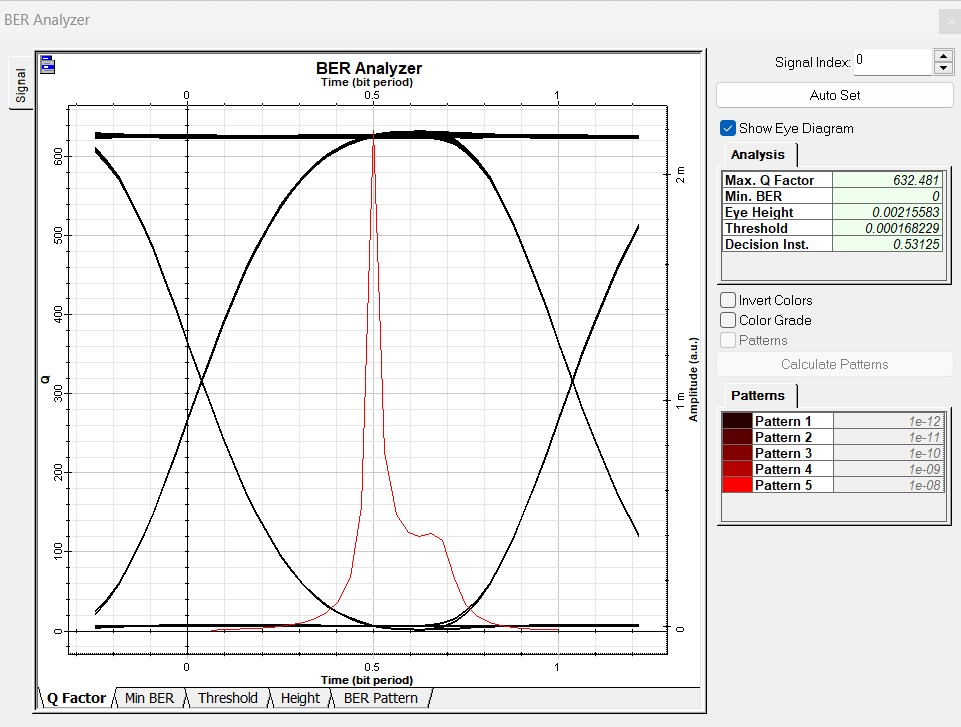 BER Analyzer
Signal
BER Analyzer
Time (bit period)
0 0.5 1
600
500
400
300
200
100
0
Q
2 m
1 m
0
Amplitude (a.u.)
0 0.5 1
Time (bit period)
Q Factor Min BER Threshold Height BER Pattern
Signal Index: 0
Auto Set
Show Eye Diagram
Analysis
Max. Q Factor 632.481
Min. BER 0
Eye Height 0.00215583
Threshold 0.000168229
Decision Inst. 0.53125
Invert Colors
Color Grade
Patterns
Calculate Patterns
Patterns
Pattern 1 1e-12
Pattern 2 1e-11
Pattern 3 1e-10
Pattern 4 1e-09
Pattern 5 1e-08